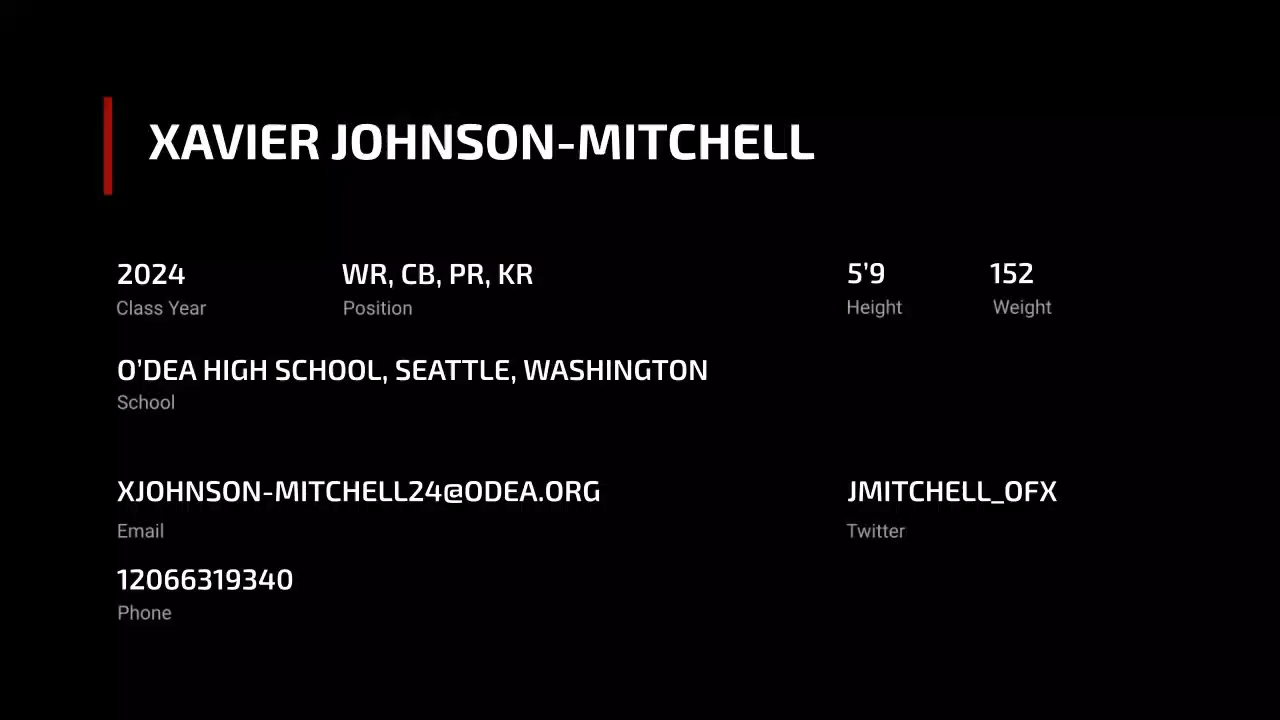 XAVIER JOHNSON-MITCHELL
2024 WR, CB, PR, KR 5'9 152
Class Year Position Height Weight
O'DEA HIGH SCHOOL, SEATTLE, WASHINGTON
School
XJOHNSON-MITCHELL24@ODEA.ORG JMITCHELL_OFX
Email Twitter
12066319340
Phone